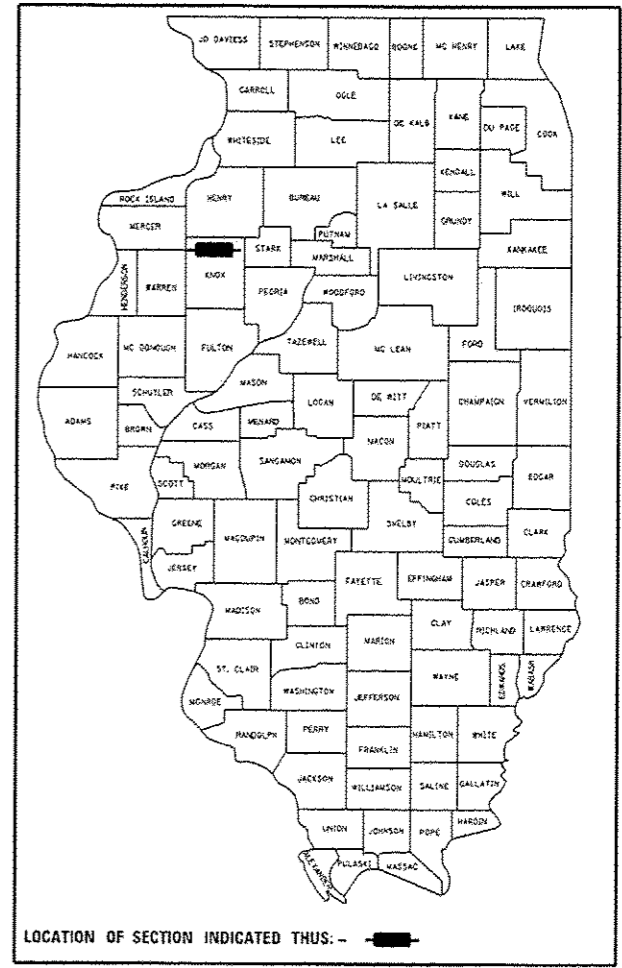 JO DAVIESS STEPHENSON WINNEBAGO BOONE MC HENRY LAKE
CARROLL OGLE DE KALB KANE DU PAGE COOK
WHITESIDE LEE KENDALL WILL
ROCK ISLAND HENRY BUREAU LA SALLE GRUNDY
MERCER PUTNAM KANKAKEE
HENDERSON WARREN KNOX STARK MARSHALL LIVINGSTON
PEORIA WOODFORD IROQUOIS
HANCOCK MC DONOUGH FULTON TAZEWELL MC LEAN FORD
SCHUYLER MASON LOGAN DE WITT CHAMPAIGN VERMILION
ADAMS BROWN CASS MENARD MACON PIATT
PIKE SCOTT MORGAN SANGAMON MOULTRIE DOUGLAS EDGAR
CHRISTIAN COLES
CALHOUN GREENE MACOUPIN MONTGOMERY SHELBY CUMBERLAND CLARK
JERSEY FAYETTE EFFINGHAM JASPER CRAWFORD
MADISON BOND CLAY RICHLAND LAWRENCE
ST. CLAIR CLINTON MARION WAYNE EDWARDS WABASH
MONROE WASHINGTON JEFFERSON
RANDOLPH PERRY FRANKLIN HAMILTON WHITE
JACKSON WILLIAMSON SALINE GALLATIN
UNION JOHNSON POPE HARDIN
ALEXANDER PULASKI MASSAC
LOCATION OF SECTION INDICATED THUS: -